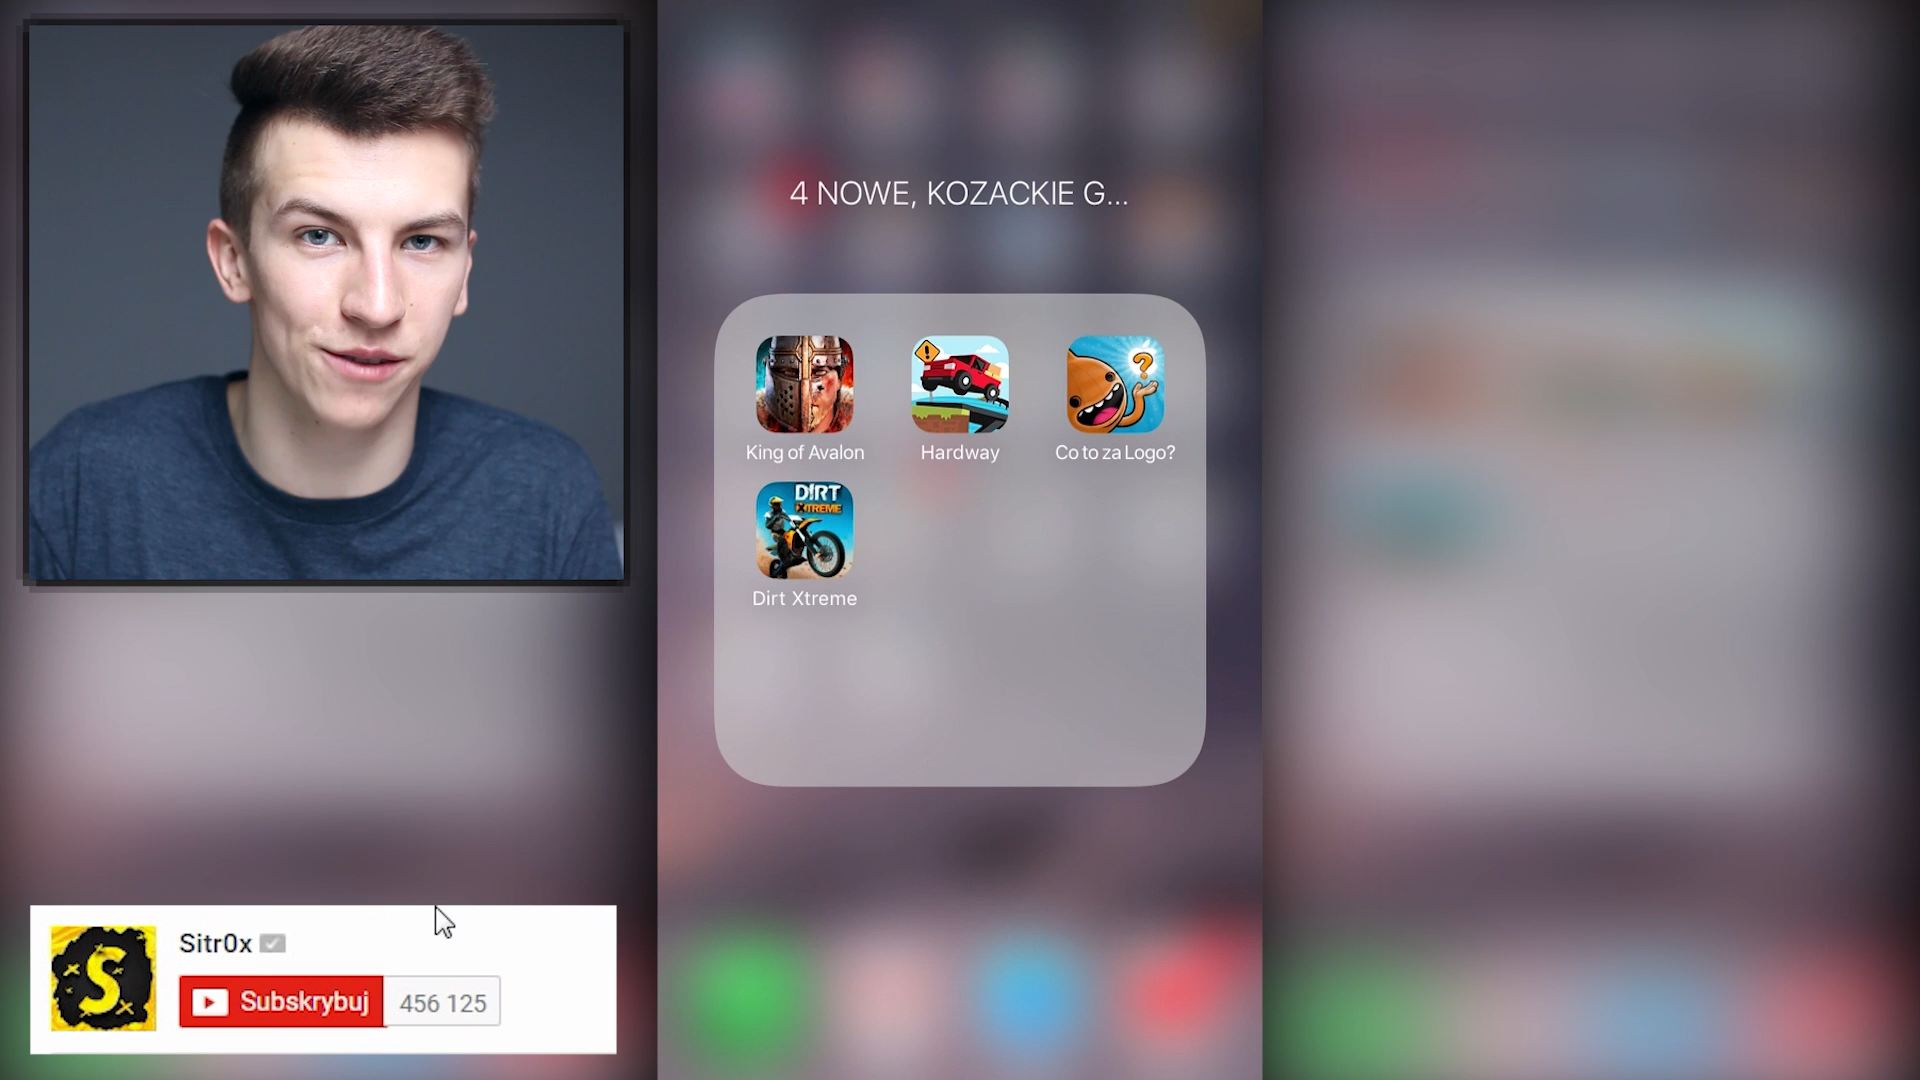 4 NOWE, KOZACKIE G...
King of Avalon
Hardway
Co to za Logo?
DIRT
XTREME
Dirt Xtreme
S
Sitr0x
Subskrybuj
456 125